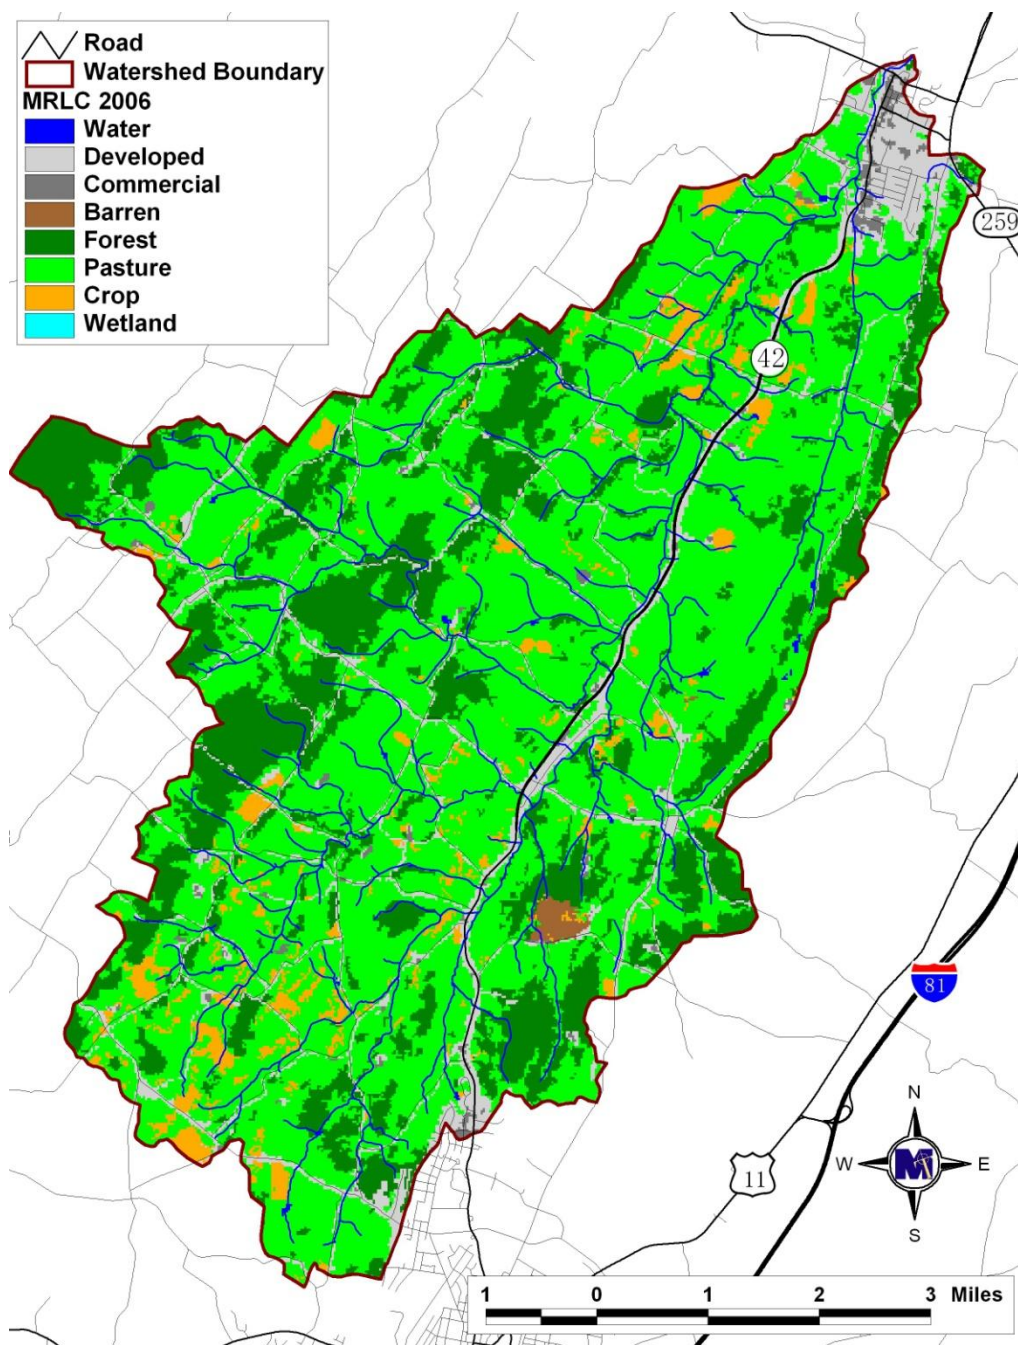 Road
Watershed Boundary
MRLC 2006
Water
Developed
Commercial
Barren
Forest
Pasture
Crop
Wetland
259
42
81
11
N
W
M
E
S
1 0 1 2 3 Miles